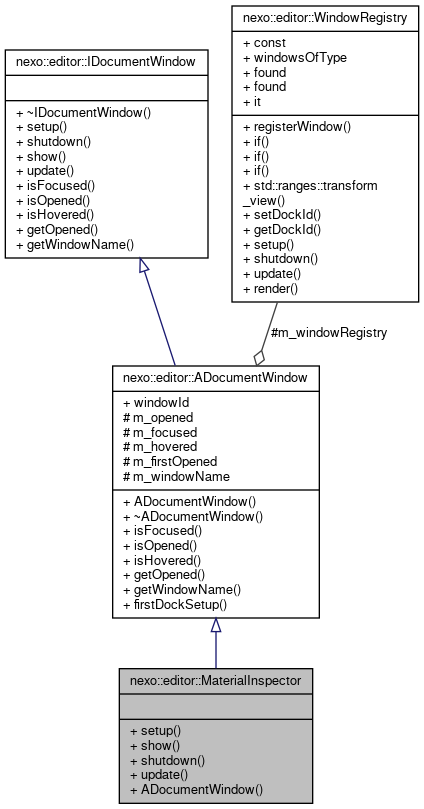 nexo::editor::WindowRegistry
+ const
+ windowsOfType
+ found
+ found
+ it
+ registerWindow()
+ if()
+ if()
+ if()
+ std::ranges::transform
_view()
+ setDockId()
+ getDockId()
+ setup()
+ shutdown()
+ update()
+ render()
nexo::editor::IDocumentWindow
+ ~IDocumentWindow()
+ setup()
+ shutdown()
+ show()
+ update()
+ isFocused()
+ isOpened()
+ isHovered()
+ getOpened()
+ getWindowName()
#m_windowRegistry
nexo::editor::ADocumentWindow
+ windowId
# m_opened
# m_focused
# m_hovered
# m_firstOpened
# m_windowName
+ ADocumentWindow()
+ ~ADocumentWindow()
+ isFocused()
+ isOpened()
+ isHovered()
+ getOpened()
+ getWindowName()
+ firstDockSetup()
nexo::editor::MaterialInspector
+ setup()
+ show()
+ shutdown()
+ update()
+ ADocumentWindow()